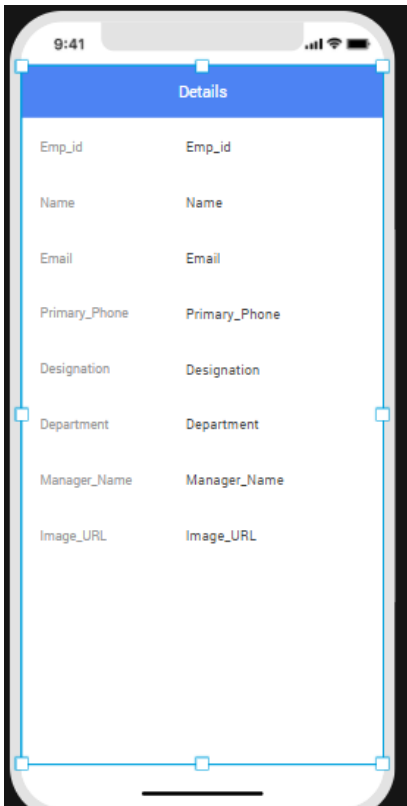 9:41
Details
Emp_id Emp_id
Name Name
Email Email
Primary_Phone Primary_Phone
Designation Designation
Department Department
Manager_Name Manager_Name
Image_URL Image_URL